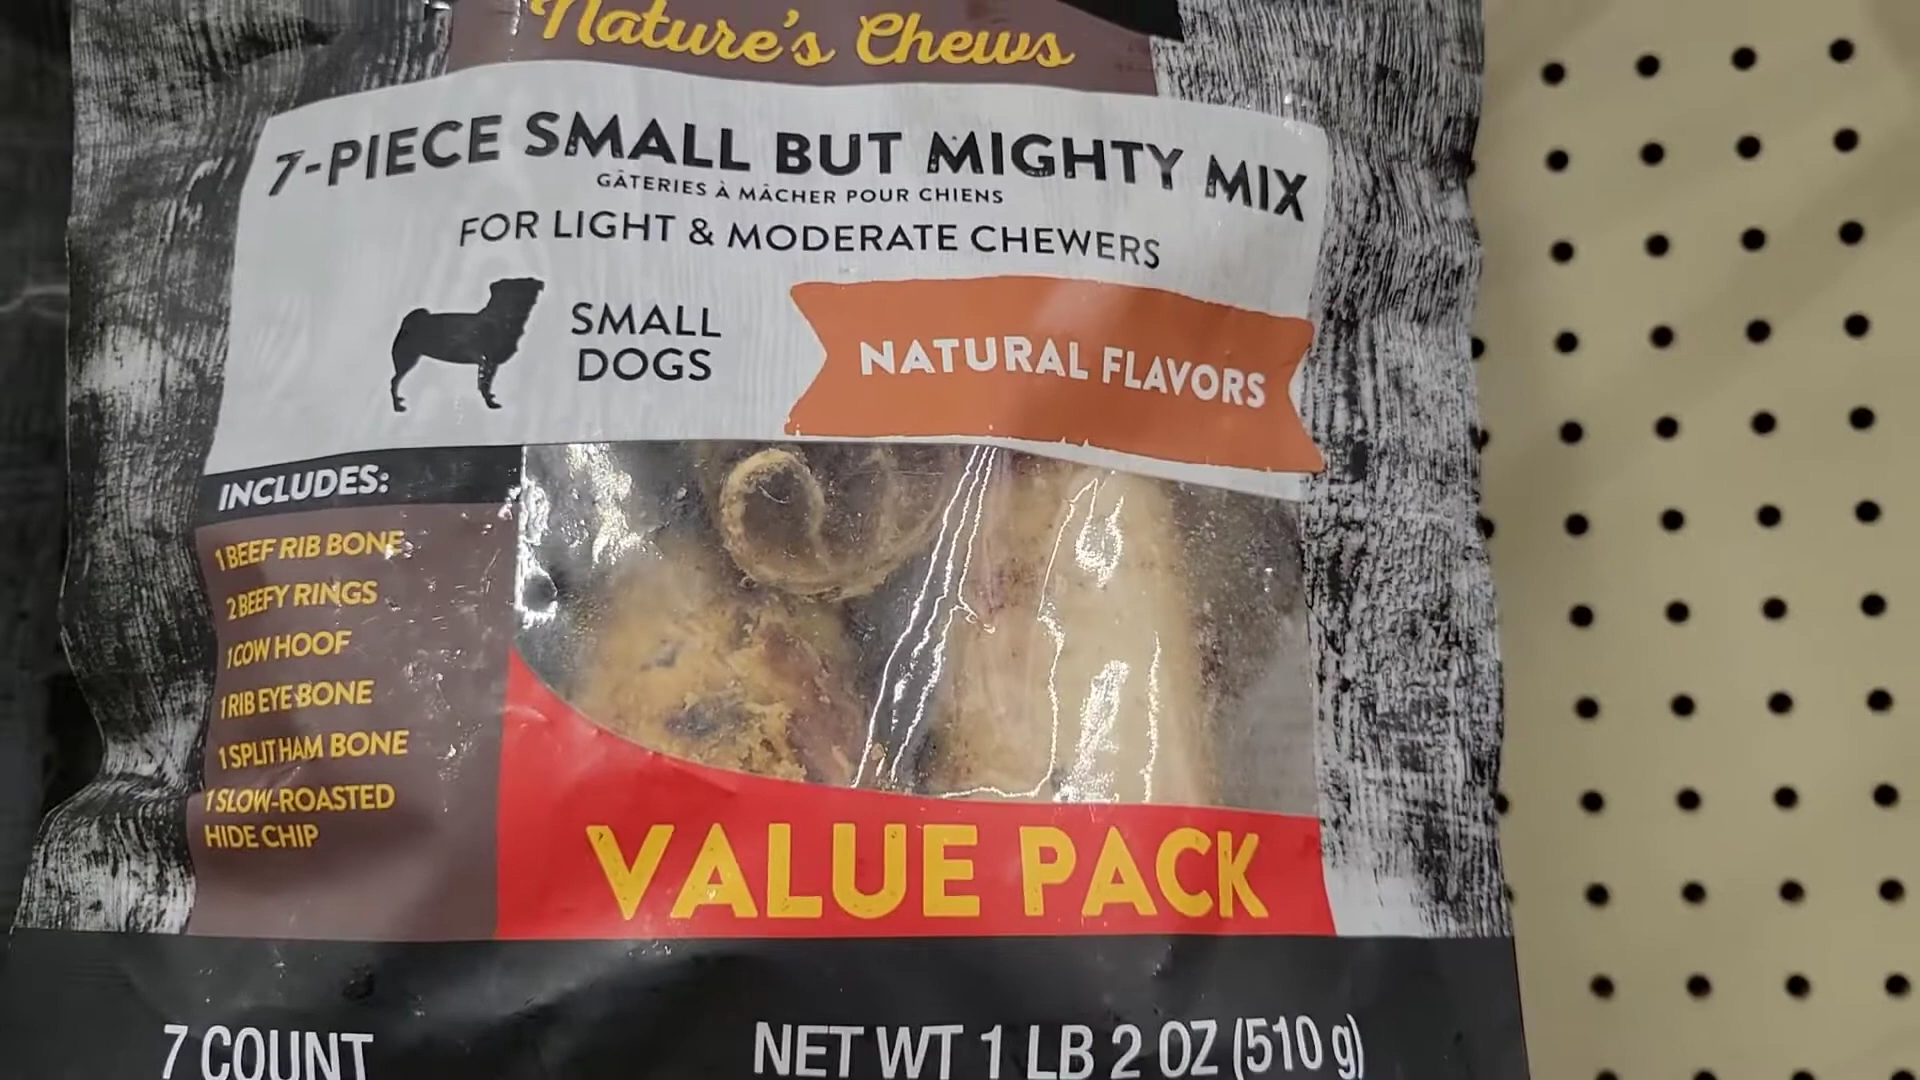 Nature's Chews
7-PIECE SMALL BUT MIGHTY MIX
GÂTERIES À MÂCHER POUR CHIENS
FOR LIGHT & MODERATE CHEWERS
SMALL
DOGS
NATURAL FLAVORS
INCLUDES:
1 BEEF RIB BONE
2 BEEFY RINGS
1 COW HOOF
1 RIB EYE BONE
1 SPLIT HAM BONE
1 SLOW-ROASTED
HIDE CHIP
VALUE PACK
7 COUNT
NET WT 1 LB 2 OZ (510 g)